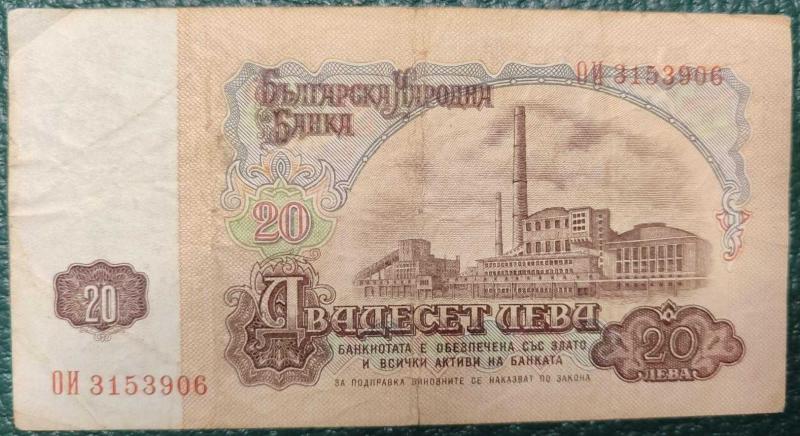 ОИ 3153906
Българска Народна
Банка
20
20
Двадесет лева
БАНКНОТАТА Е ОБЕЗПЕЧЕНА СЪС ЗЛАТО
И ВСИЧКИ АКТИВИ НА БАНКАТА
20
ЛЕВА
ОИ 3153906
ЗА ПОДПРАВКА ВИНОВНИТЕ СЕ НАКАЗВАТ ПО ЗАКОНА